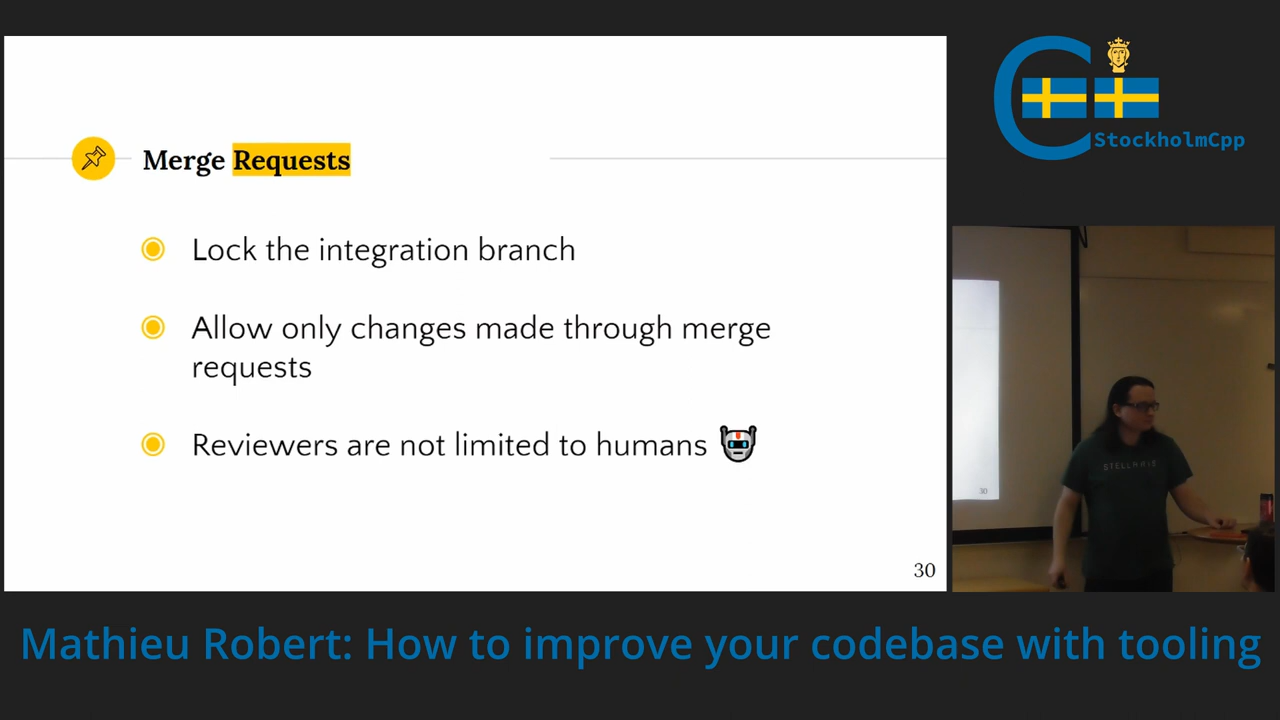 Merge Requests
Lock the integration branch
Allow only changes made through merge
requests
Reviewers are not limited to humans
30
StockholmCpp
30
Mathieu Robert: How to improve your codebase with tooling